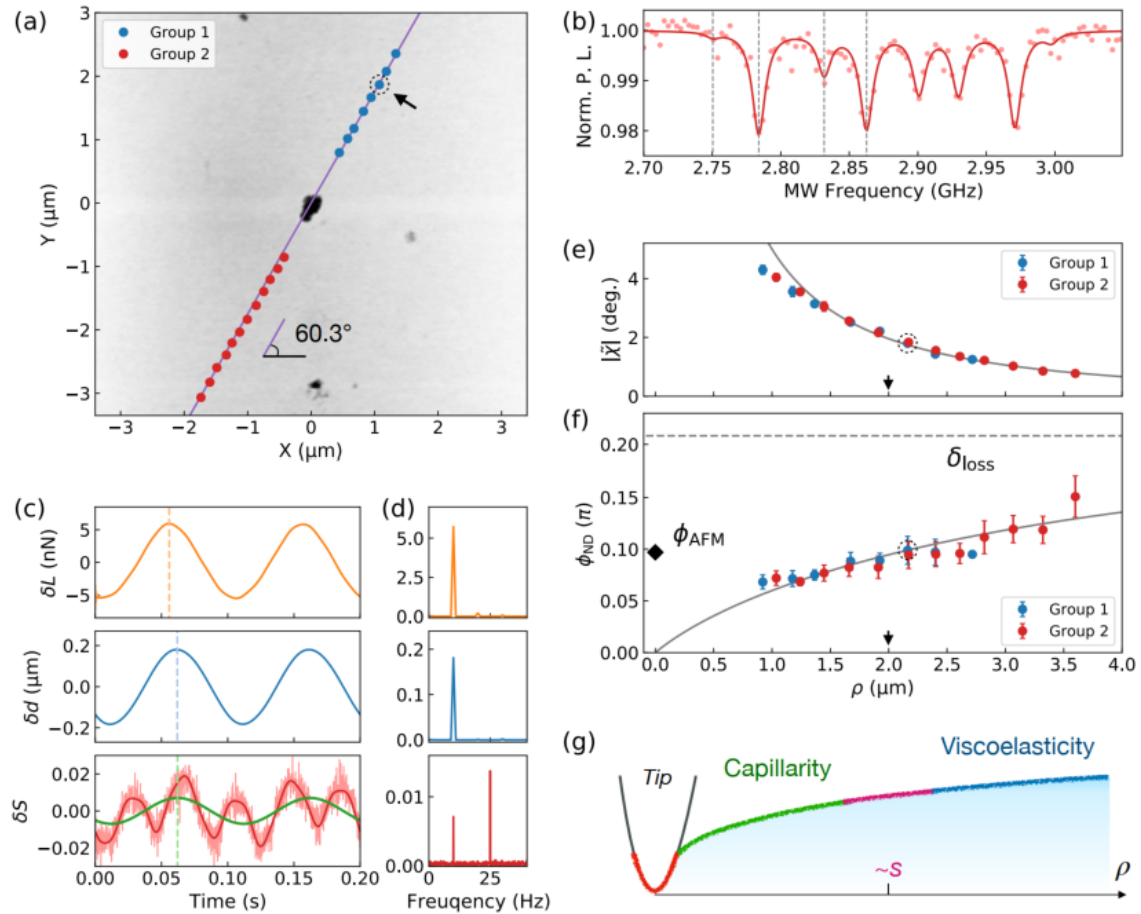 (a)
Group 1
Group 2
Y (μm)
3
2
1
0
−1
−2
−3
60.3°
−3 −2 −1 0 1 2 3
X (μm)
(b)
Norm. P. L.
1.00
0.99
0.98
2.70 2.75 2.80 2.85 2.90 2.95 3.00
MW Frequency (GHz)
(c)
δL (nN)
5
0
−5
δd (μm)
0.2
0.0
−0.2
δS
0.02
0.00
−0.02
0.00 0.05 0.10 0.15 0.20
Time (s)
(d)
5.0
2.5
0.0
0.2
0.1
0.0
0.01
0.00
0 25
Freuqency (Hz)
(e)
|χ̃| (deg.)
4
2
0
Group 1
Group 2
(f)
ϕND (π)
0.20
0.15
0.10
0.05
0.00
δloss
ϕAFM
Group 1
Group 2
0.0 0.5 1.0 1.5 2.0 2.5 3.0 3.5 4.0
ρ (μm)
(g)
Tip
Capillarity
Viscoelasticity
~s
ρ